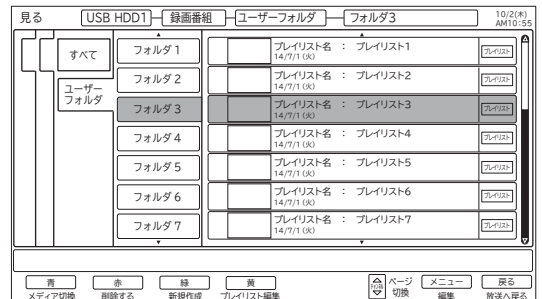 見る USB HDD1 録画番組 ユーザーフォルダ フォルダ3 10/2(木)
AM10:55
すべて
ユーザー
フォルダ
フォルダ 1
フォルダ 2
フォルダ 3
フォルダ 4
フォルダ 5
フォルダ 6
フォルダ 7
プレイリスト名 : プレイリスト1
14/7/1 (火)
プレイリスト
プレイリスト名 : プレイリスト2
14/7/1 (火)
プレイリスト
プレイリスト名 : プレイリスト3
14/7/1 (火)
プレイリスト
プレイリスト名 : プレイリスト4
14/7/1 (火)
プレイリスト
プレイリスト名 : プレイリスト5
14/7/1 (火)
プレイリスト
プレイリスト名 : プレイリスト6
14/7/1 (火)
プレイリスト
プレイリスト名 : プレイリスト7
14/7/1 (火)
プレイリスト
青 赤 緑 黄 ページ メニュー 戻る
メディア切換 削除する 新規作成 プレイリスト編集 切換 編集 放送へ戻る